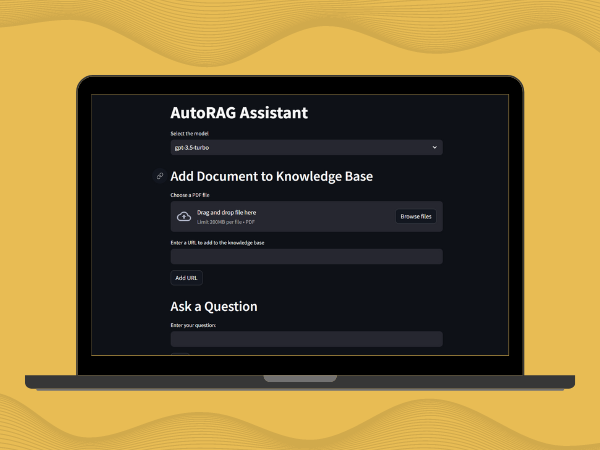 AutoRAG Assistant
Select the model
gpt-3.5-turbo
Add Document to Knowledge Base
Choose a PDF file
Drag and drop file here
Limit 200MB per file • PDF
Browse files
Enter a URL to add to the knowledge base
Add URL
Ask a Question
Enter your question: